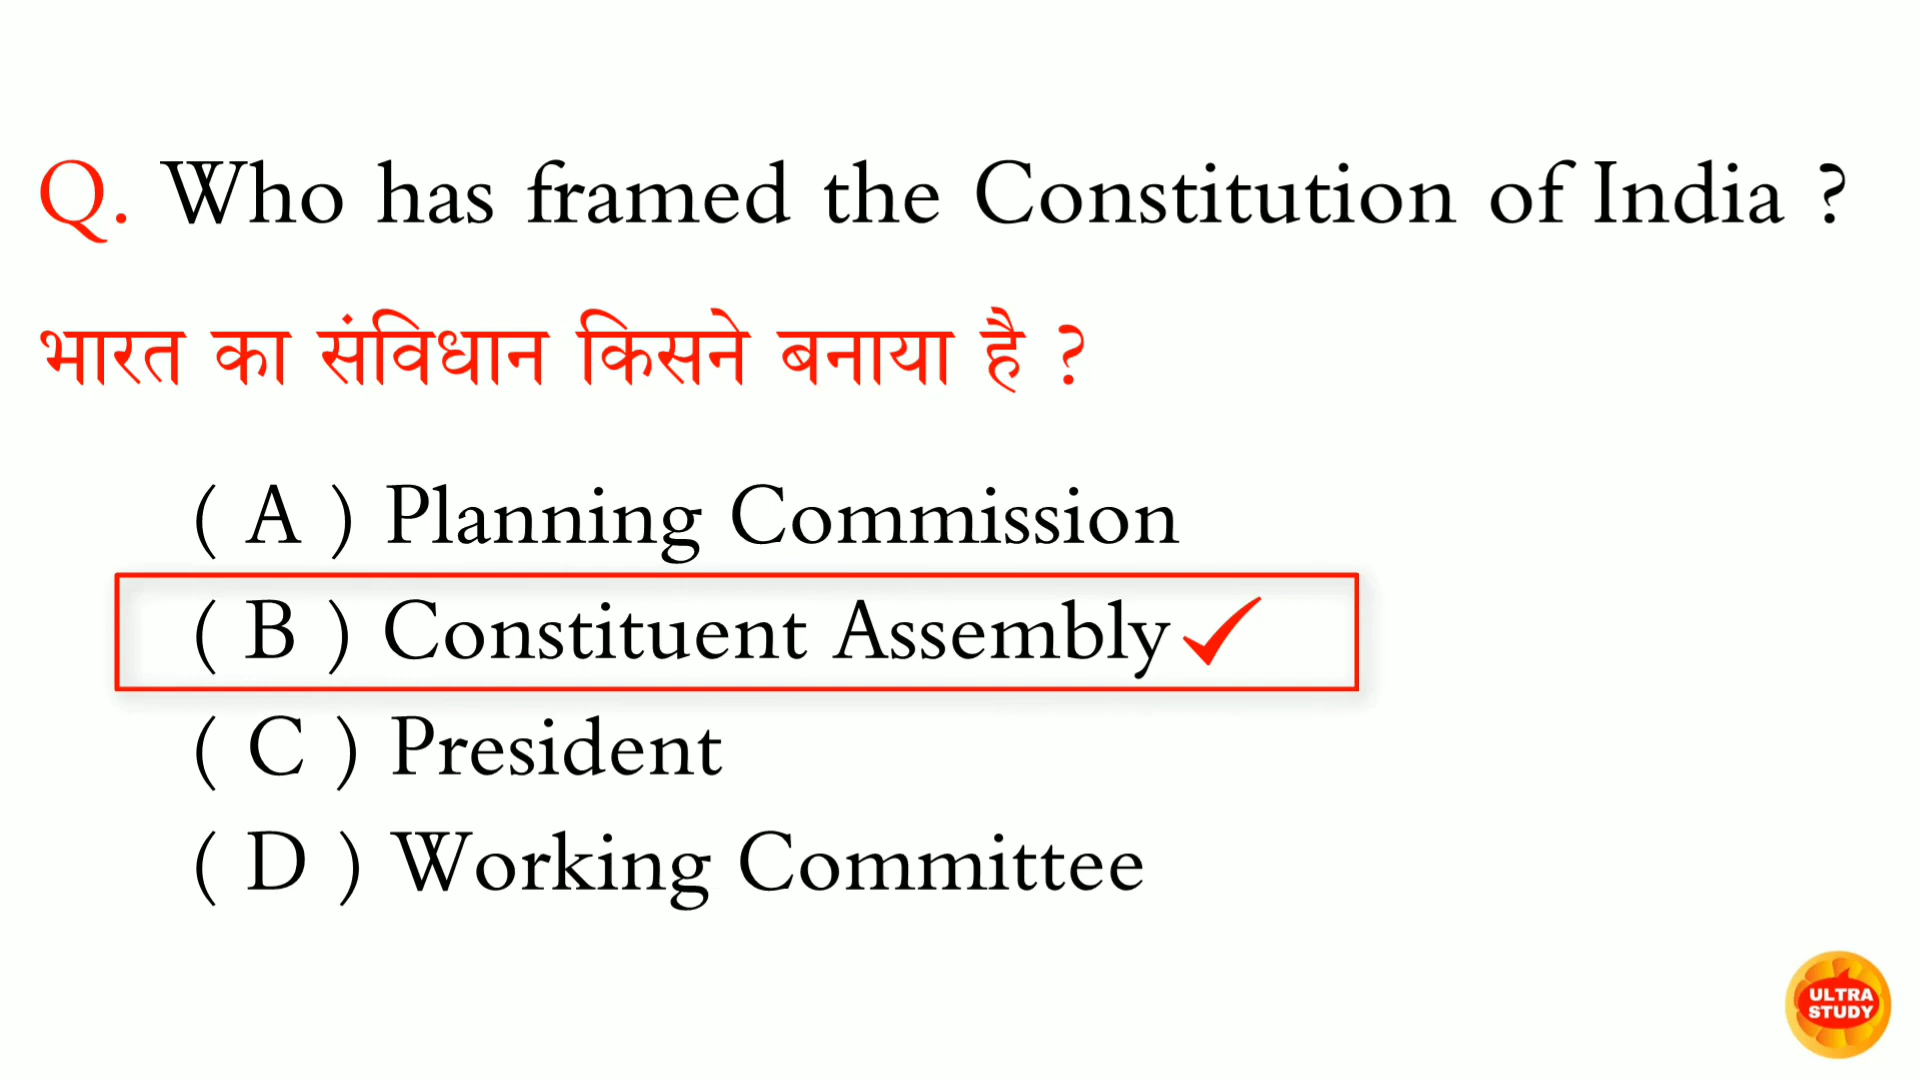 Q. Who has framed the Constitution of India ?
भारत का संविधान किसने बनाया है ?
( A ) Planning Commission
( B ) Constituent Assembly ✓
( C ) President
( D ) Working Committee
ULTRA
STUDY